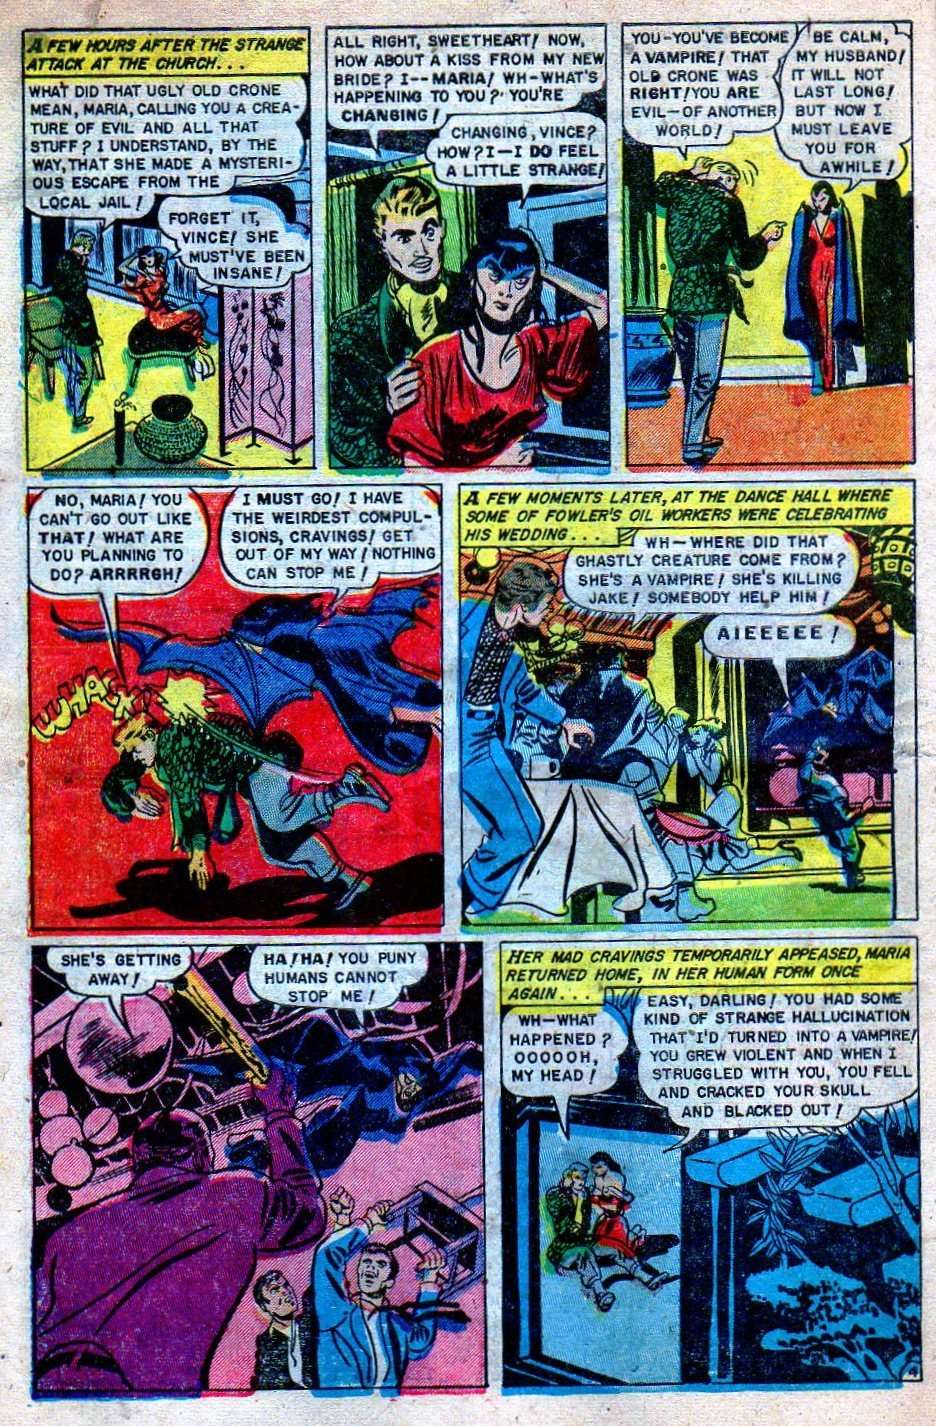 A FEW HOURS AFTER THE STRANGE
ATTACK AT THE CHURCH...
WHAT DID THAT UGLY OLD CRONE
MEAN, MARIA, CALLING YOU A CREA-
TURE OF EVIL AND ALL THAT
STUFF? I UNDERSTAND, BY THE
WAY, THAT SHE MADE A MYSTERI-
OUS ESCAPE FROM THE
LOCAL JAIL!
FORGET IT,
VINCE! SHE
MUST'VE BEEN
INSANE!
ALL RIGHT, SWEETHEART! NOW,
HOW ABOUT A KISS FROM MY NEW
BRIDE? I--MARIA! WH-WHAT'S
HAPPENING TO YOU? YOU'RE
CHANGING!
CHANGING, VINCE?
HOW? I-I DO FEEL
A LITTLE STRANGE!
YOU-YOU'VE BECOME
A VAMPIRE! THAT
OLD CRONE WAS
RIGHT! YOU ARE
EVIL-OF ANOTHER
WORLD!
BE CALM,
MY HUSBAND!
IT WILL NOT
LAST LONG!
BUT NOW I
MUST LEAVE
YOU FOR
AWHILE!
NO, MARIA! YOU
CAN'T GO OUT LIKE
THAT! WHAT ARE
YOU PLANNING TO
DO? ARRRRGH!
I MUST GO! I HAVE
THE WEIRDEST COMPUL-
SIONS, CRAVINGS! GET
OUT OF MY WAY! NOTHING
CAN STOP ME!
WHACK!
A FEW MOMENTS LATER, AT THE DANCE HALL WHERE
SOME OF FOWLER'S OIL WORKERS WERE CELEBRATING
HIS WEDDING....
WH-WHERE DID THAT
GHASTLY CREATURE COME FROM?
SHE'S A VAMPIRE! SHE'S KILLING
JAKE! SOMEBODY HELP HIM!
AIEEEEE!
SHE'S GETTING
AWAY!
HA! HA! YOU PUNY
HUMANS CANNOT
STOP ME!
HER MAD CRAVINGS TEMPORARILY APPEASED, MARIA
RETURNED HOME, IN HER HUMAN FORM ONCE
AGAIN....
WH-WHAT
HAPPENED?
OOOOOH,
MY HEAD!
EASY, DARLING! YOU HAD SOME
KIND OF STRANGE HALLUCINATION
THAT I'D TURNED INTO A VAMPIRE!
YOU GREW VIOLENT AND WHEN I
STRUGGLED WITH YOU, YOU FELL
AND CRACKED YOUR SKULL
AND BLACKED OUT!
4